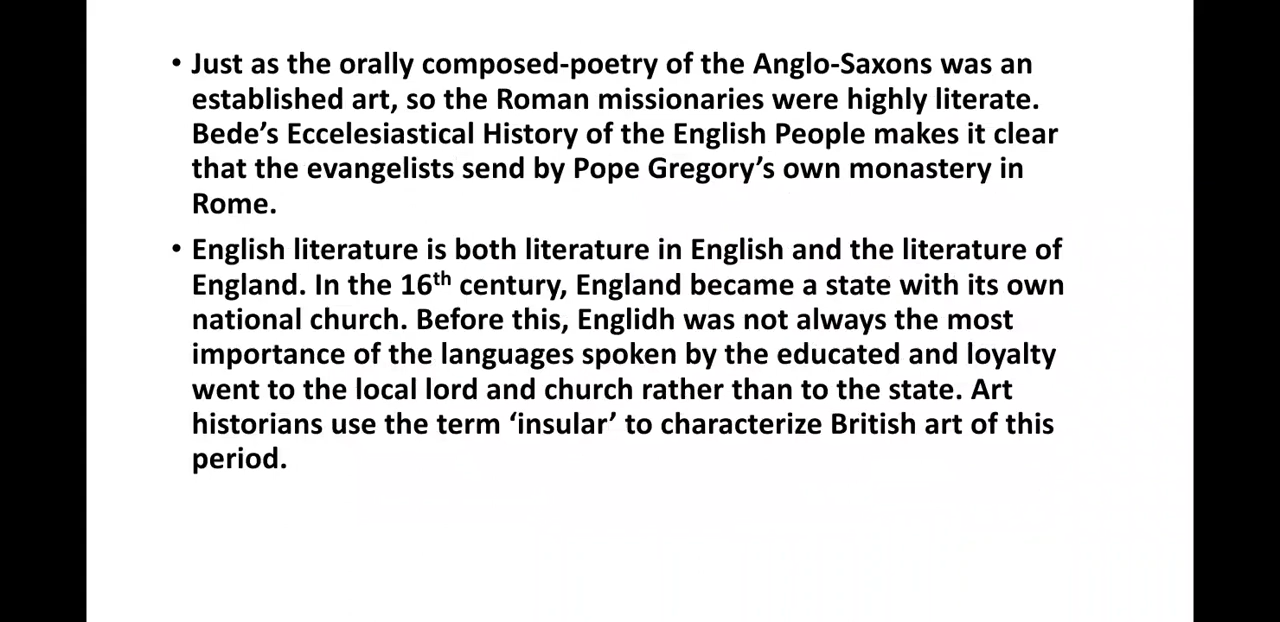 • Just as the orally composed-poetry of the Anglo-Saxons was an
established art, so the Roman missionaries were highly literate.
Bede's Eccelesiastical History of the English People makes it clear
that the evangelists send by Pope Gregory's own monastery in
Rome.
• English literature is both literature in English and the literature of
England. In the 16th century, England became a state with its own
national church. Before this, Englidh was not always the most
importance of the languages spoken by the educated and loyalty
went to the local lord and church rather than to the state. Art
historians use the term ‘insular’ to characterize British art of this
period.